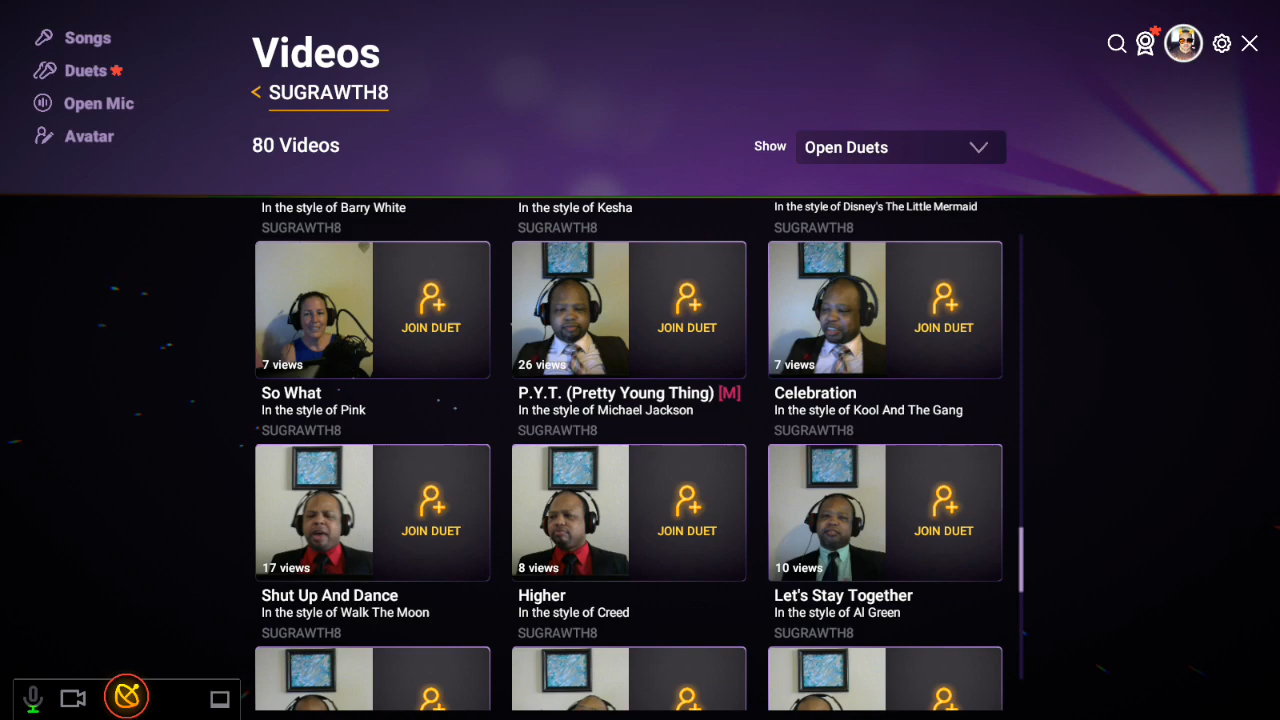 Songs
Duets
Open Mic
Avatar
Videos
< SUGRAWTH8
80 Videos
Show
Open Duets
In the style of Barry White
In the style of Kesha
In the style of Disney's The Little Mermaid
SUGRAWTH8
SUGRAWTH8
SUGRAWTH8
JOIN DUET
JOIN DUET
JOIN DUET
7 views
26 views
7 views
So What
P.Y.T. (Pretty Young Thing) [M]
Celebration
In the style of Pink
In the style of Michael Jackson
In the style of Kool And The Gang
SUGRAWTH8
SUGRAWTH8
SUGRAWTH8
JOIN DUET
JOIN DUET
JOIN DUET
17 views
8 views
10 views
Shut Up And Dance
Higher
Let's Stay Together
In the style of Walk The Moon
In the style of Creed
In the style of Al Green
SUGRAWTH8
SUGRAWTH8
SUGRAWTH8